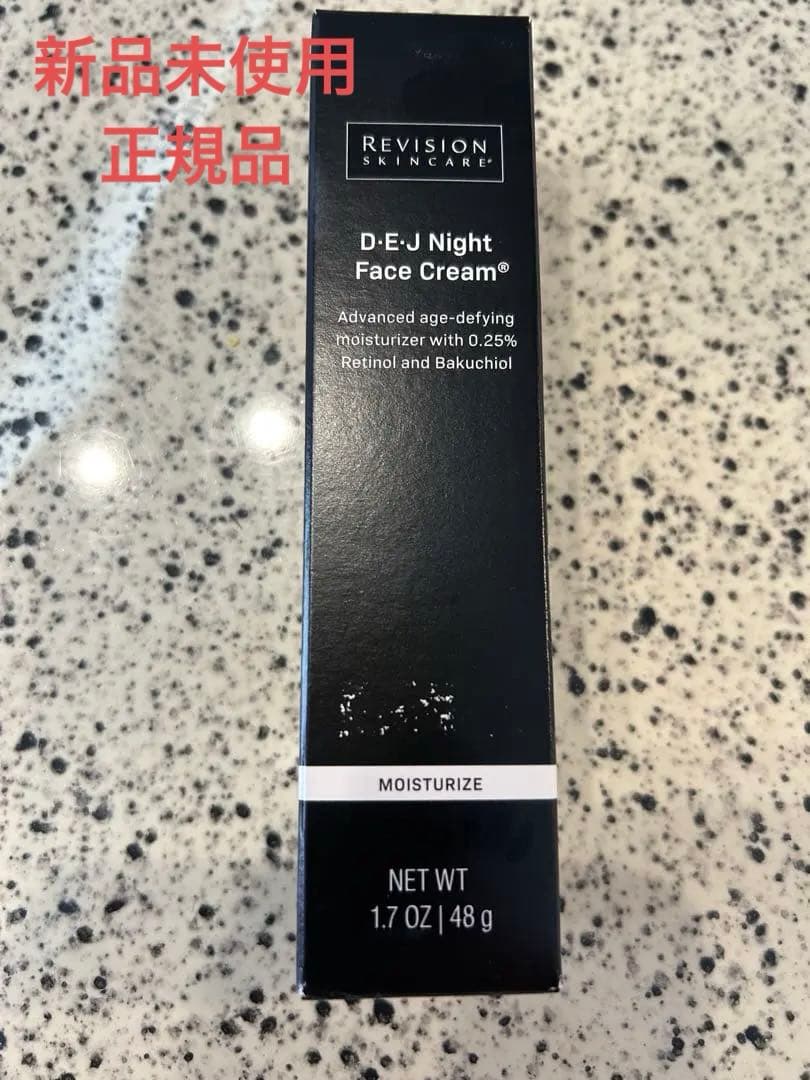 新品未使用
正規品
REVISION
SKINCARE®
D·E·J Night
Face Cream®
Advanced age-defying
moisturizer with 0.25%
Retinol and Bakuchiol
MOISTURIZE
NET WT
1.7 OZ | 48 g